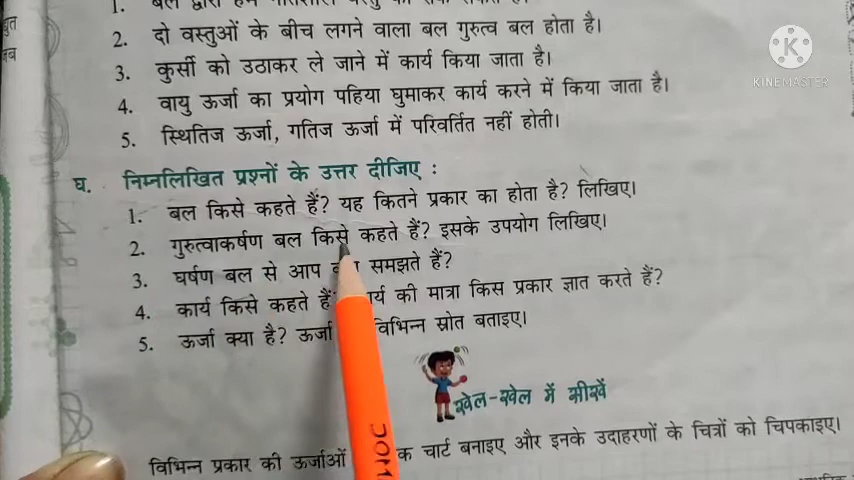 1. बल द्वारा हम
2. दो वस्तुओं के बीच लगने वाला बल गुरुत्व बल होता है।
3. कुर्सी को उठाकर ले जाने में कार्य किया जाता है।
4. वायु ऊर्जा का प्रयोग पहिया घुमाकर कार्य करने में किया जाता है।
5. स्थितिज ऊर्जा, गतिज ऊर्जा में परिवर्तित नहीं होती।
घ. निम्नलिखित प्रश्नों के उत्तर दीजिए :
1. बल किसे कहते हैं? यह कितने प्रकार का होता है? लिखिए।
2. गुरुत्वाकर्षण बल किसे कहते हैं? इसके उपयोग लिखिए।
3. घर्षण बल से आप समझते हैं?
4. कार्य किसे कहते हैं की मात्रा किस प्रकार ज्ञात करते हैं?
5. ऊर्जा क्या है? ऊर्जा विभिन्न स्रोत बताइए।
खेल-खेल में सीखें
विभिन्न प्रकार की ऊर्जाओं चार्ट बनाइए और इनके उदाहरणों के चित्रों को चिपकाइए।
KINEMASTER